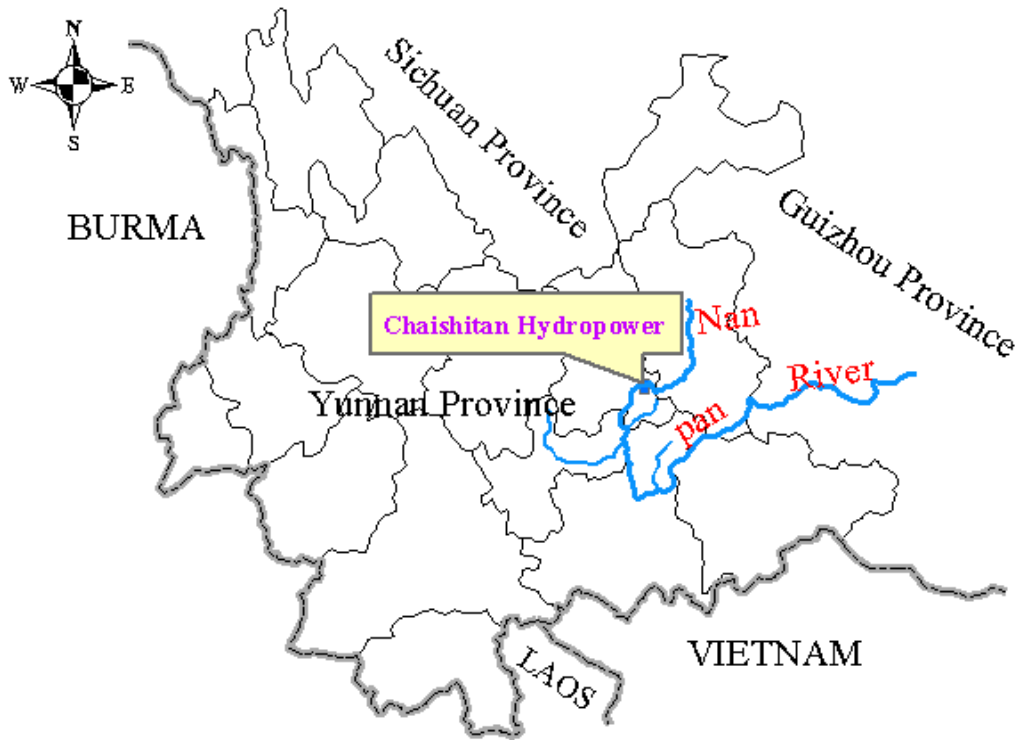 N
W E
S
Sichuan Province
BURMA
Guizhou Province
Chaishitan Hydropower
Nan
River
Yunnan Province
pan
VIETNAM
LAOS